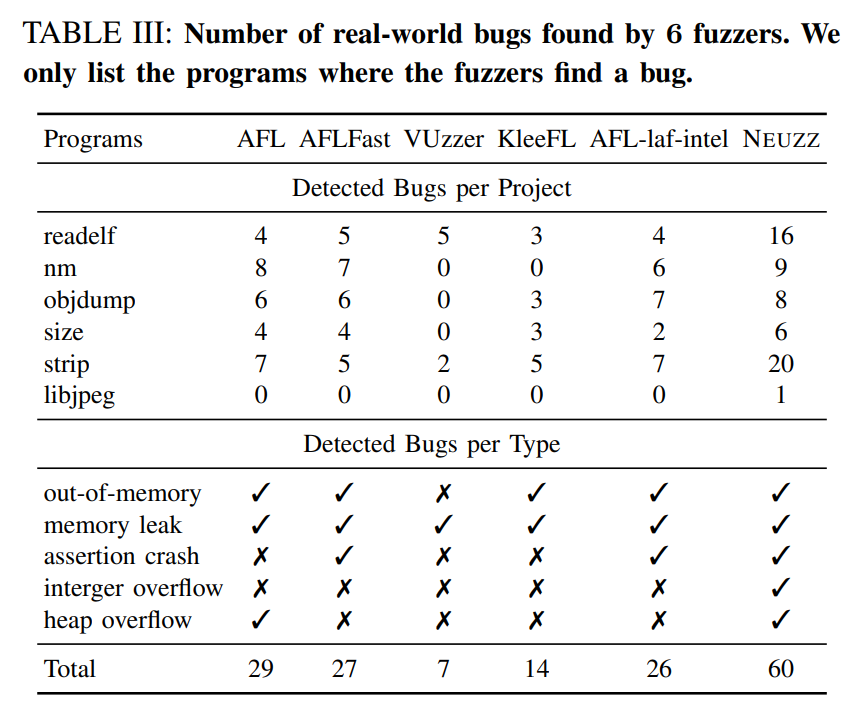 TABLE III: Number of real-world bugs found by 6 fuzzers. We
only list the programs where the fuzzers find a bug.
Programs AFL AFLFast VUzzer KleeFL AFL-laf-intel NEUZZ
Detected Bugs per Project
readelf 4 5 5 3 4 16
nm 8 7 0 0 6 9
objdump 6 6 0 3 7 8
size 4 4 0 3 2 6
strip 7 5 2 5 7 20
libjpeg 0 0 0 0 0 1
Detected Bugs per Type
out-of-memory ✓ ✓ ✗ ✓ ✓ ✓
memory leak ✓ ✓ ✓ ✓ ✓ ✓
assertion crash ✗ ✓ ✗ ✗ ✓ ✓
interger overflow ✗ ✗ ✗ ✗ ✗ ✓
heap overflow ✓ ✗ ✗ ✗ ✗ ✓
Total 29 27 7 14 26 60